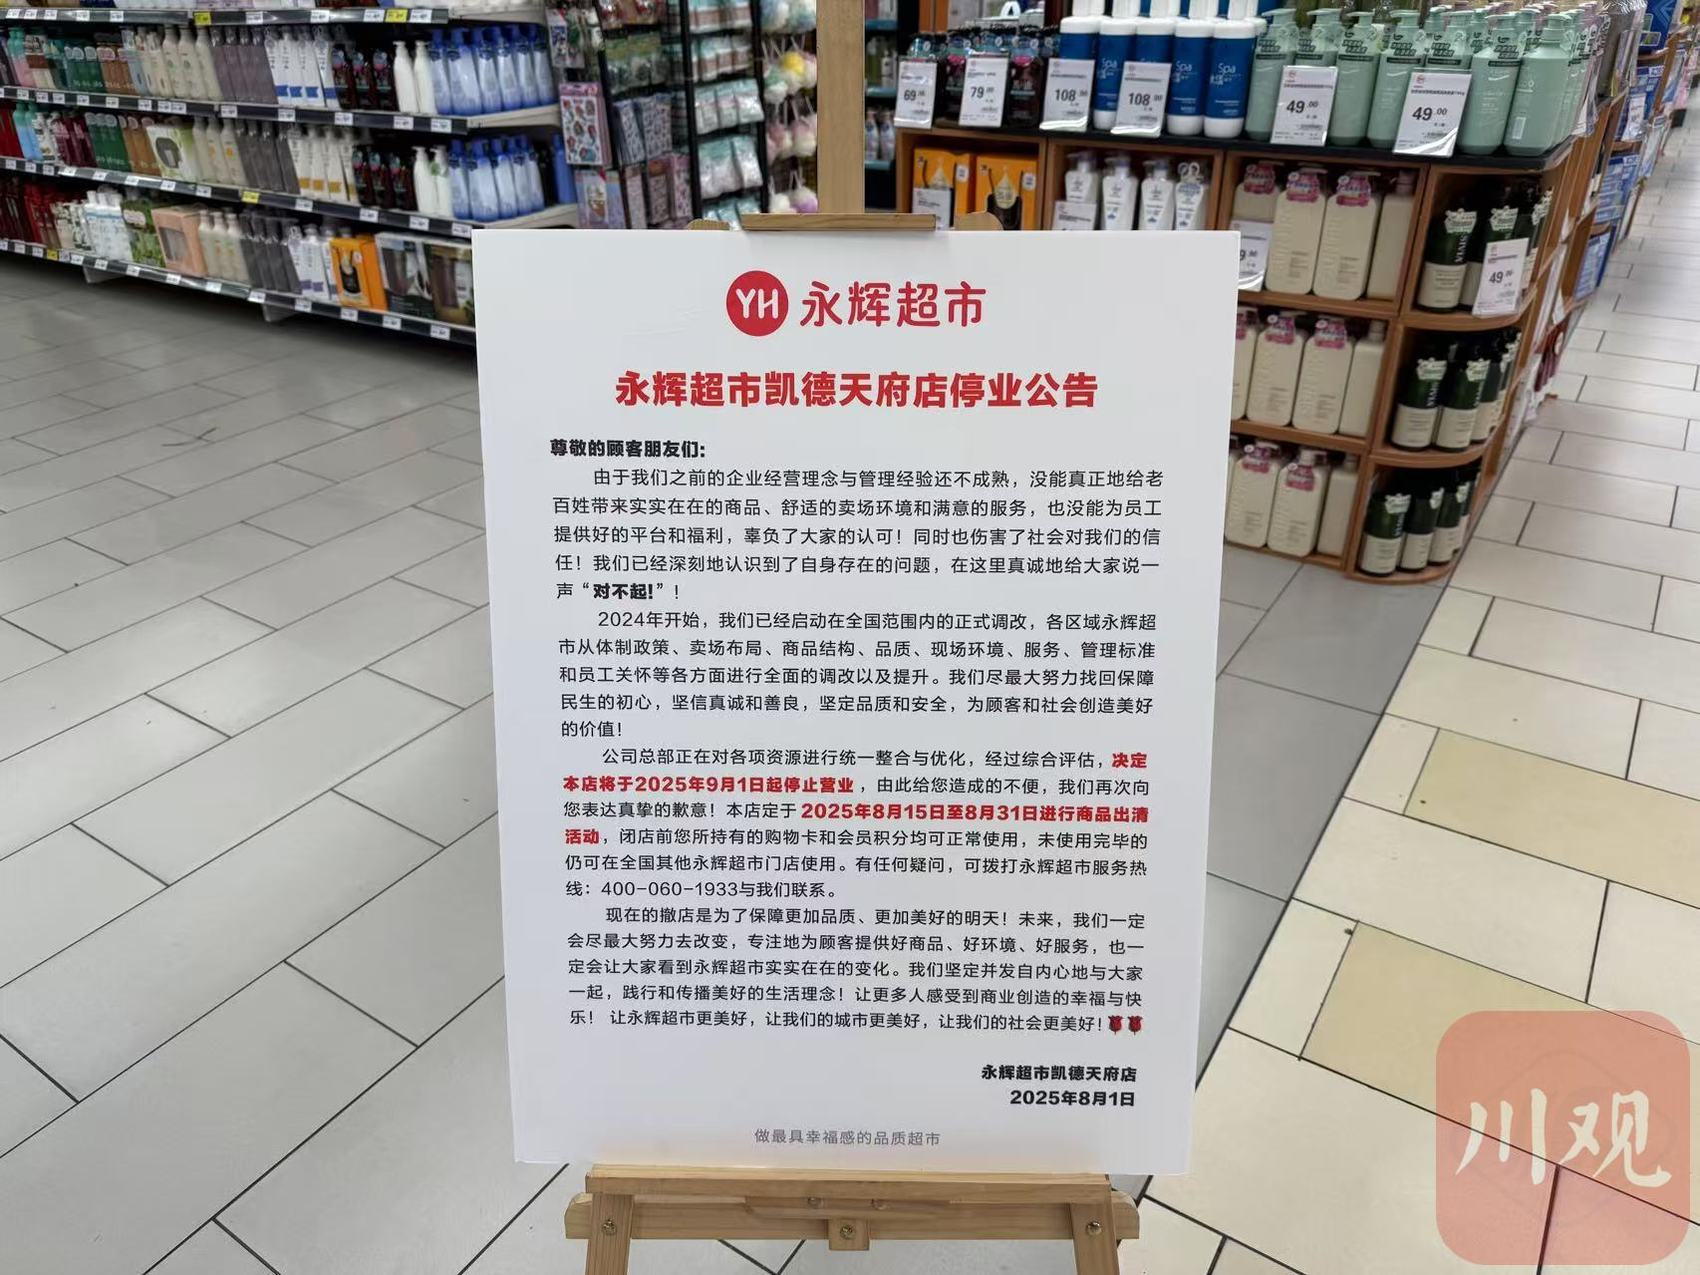 69.00
79.00
108.00
108.00
49.00
49.00
49
Spa
Spa
YH 永辉超市
永辉超市凯德天府店停业公告
尊敬的顾客朋友们:
由于我们之前的企业经营理念与管理经验还不成熟，没能真正地给老
百姓带来实实在在的商品、舒适的卖场环境和满意的服务，也没能为员工
提供好的平台和福利，辜负了大家的认可！同时也伤害了社会对我们的信
任！我们已经深刻地认识到了自身存在的问题，在这里真诚地给大家说一
声“对不起!”！
2024年开始，我们已经启动在全国范围内的正式调改，各区域永辉超
市从体制政策、卖场布局、商品结构、品质、现场环境、服务、管理标准
和员工关怀等各方面进行全面的调改以及提升。我们尽最大努力找回保障
民生的初心，坚信真诚和善良，坚定品质和安全，为顾客和社会创造美好
的价值！
公司总部正在对各项资源进行统一整合与优化，经过综合评估，决定
本店将于2025年9月1日起停止营业，由此给您造成的不便，我们再次向
您表达真挚的歉意！本店定于2025年8月15日至8月31日进行商品出清
活动，闭店前您所持有的购物卡和会员积分均可正常使用，未使用完毕的
仍可在全国其他永辉超市门店使用。有任何疑问，可拨打永辉超市服务热
线：400-060-1933与我们联系。
现在的撤店是为了保障更加品质、更加美好的明天！未来，我们一定
会尽最大努力去改变，专注地为顾客提供好商品、好环境、好服务，也一
定会让大家看到永辉超市实实在在的变化。我们坚定并发自内心地与大家
一起，践行和传播美好的生活理念！让更多人感受到商业创造的幸福与快
乐！让永辉超市更美好，让我们的城市更美好，让我们的社会更美好！
永辉超市凯德天府店
2025年8月1日
做最具幸福感的品质超市
川观